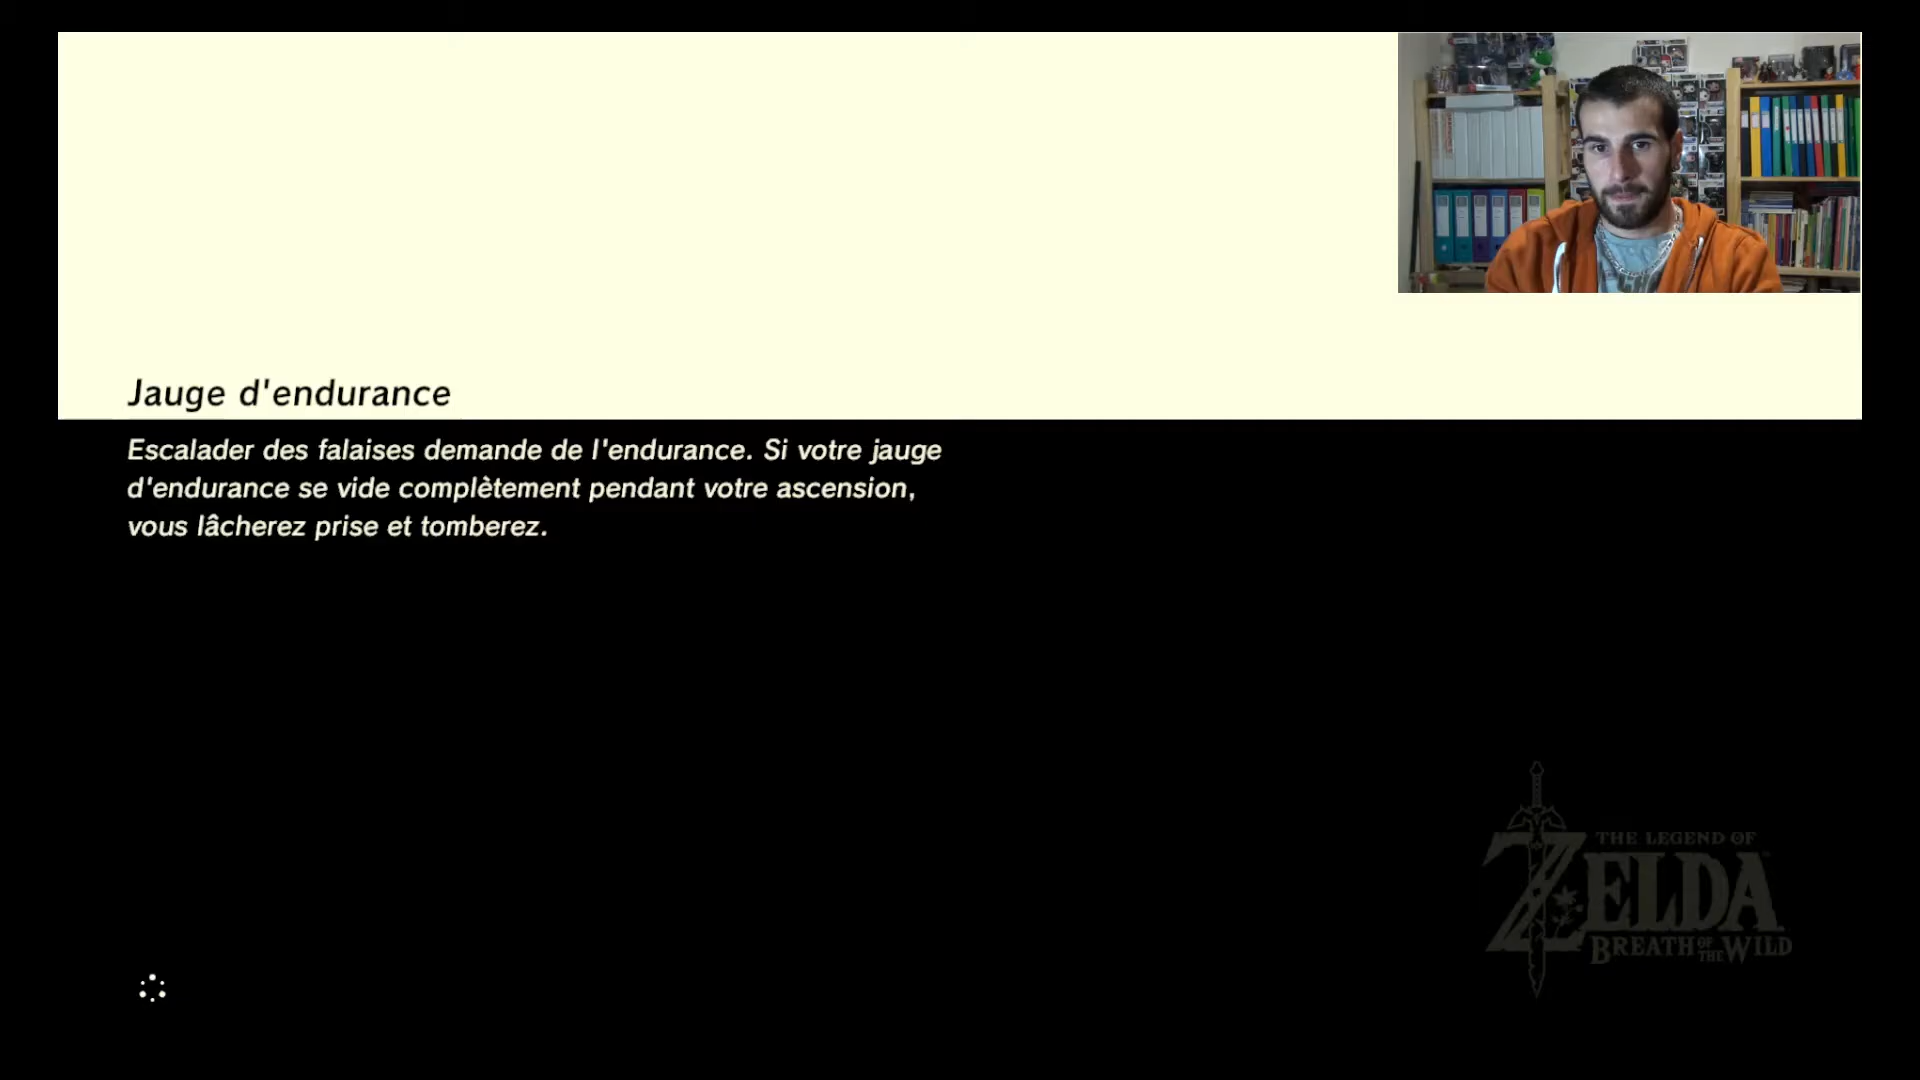 Jauge d'endurance
Escalader des falaises demande de l'endurance. Si votre jauge
d'endurance se vide complètement pendant votre ascension,
vous lâcherez prise et tomberez.
THE LEGEND OF
ZELDA
BREATH OF THE WILD